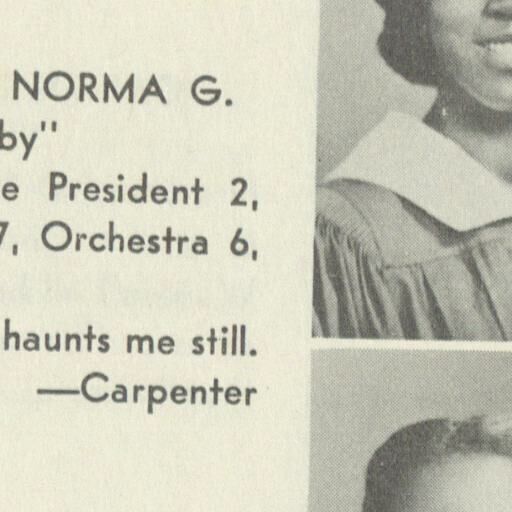 NORMA G.
by"
e President 2,
7, Orchestra 6,
haunts me still.
—Carpenter